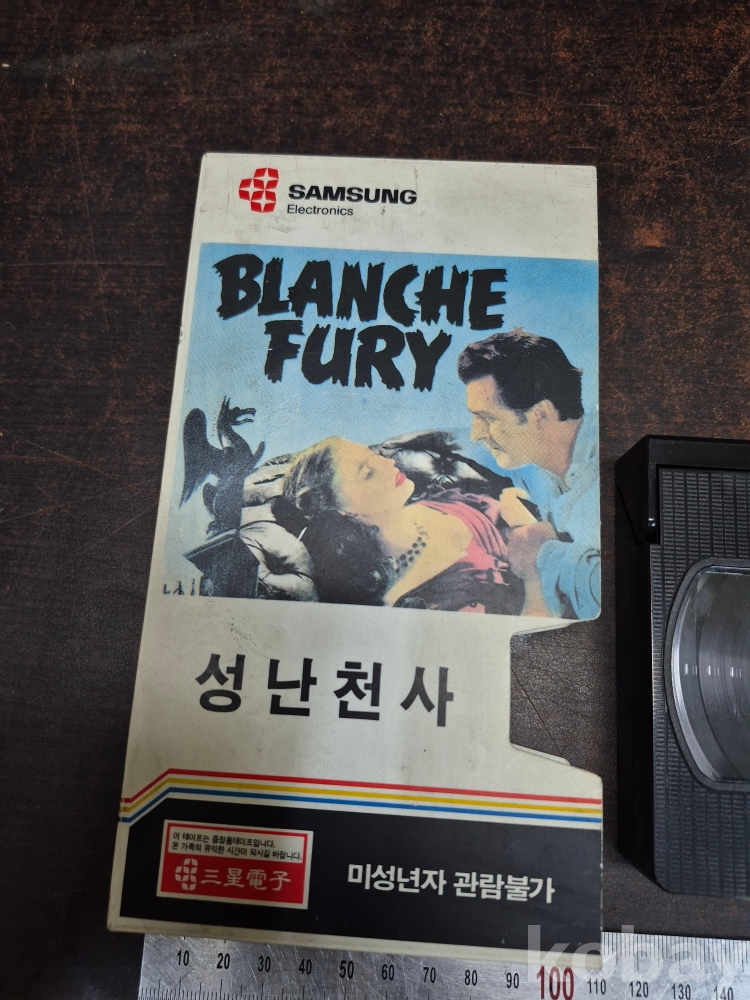 SAMSUNG
Electronics
BLANCHE
FURY
성난천사
이 테이프는 증정용테이프입니다.
온 가족의 유익한 시간이 되시길 바랍니다.
三星電子
미성년자 관람불가
kobay
10 20 30 40 50 60 70 80 90 100 110 120 130 140